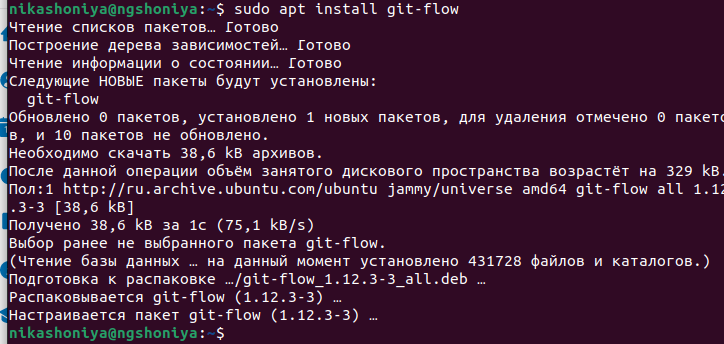 nikashoniya@ngshoniya:~$ sudo apt install git-flow
Чтение списков пакетов… Готово
Построение дерева зависимостей… Готово
Чтение информации о состоянии… Готово
Следующие НОВЫЕ пакеты будут установлены:
  git-flow
Обновлено 0 пакетов, установлено 1 новых пакетов, для удаления отмечено 0 пакето
в, и 10 пакетов не обновлено.
Необходимо скачать 38,6 kB архивов.
После данной операции объём занятого дискового пространства возрастёт на 329 kB.
Пол:1 http://ru.archive.ubuntu.com/ubuntu jammy/universe amd64 git-flow all 1.12
.3-3 [38,6 kB]
Получено 38,6 kB за 1с (75,1 kB/s)
Выбор ранее не выбранного пакета git-flow.
(Чтение базы данных … на данный момент установлено 431728 файлов и каталогов.)
Подготовка к распаковке …/git-flow_1.12.3-3_all.deb …
Распаковывается git-flow (1.12.3-3) …
Настраивается пакет git-flow (1.12.3-3) …
nikashoniya@ngshoniya:~$